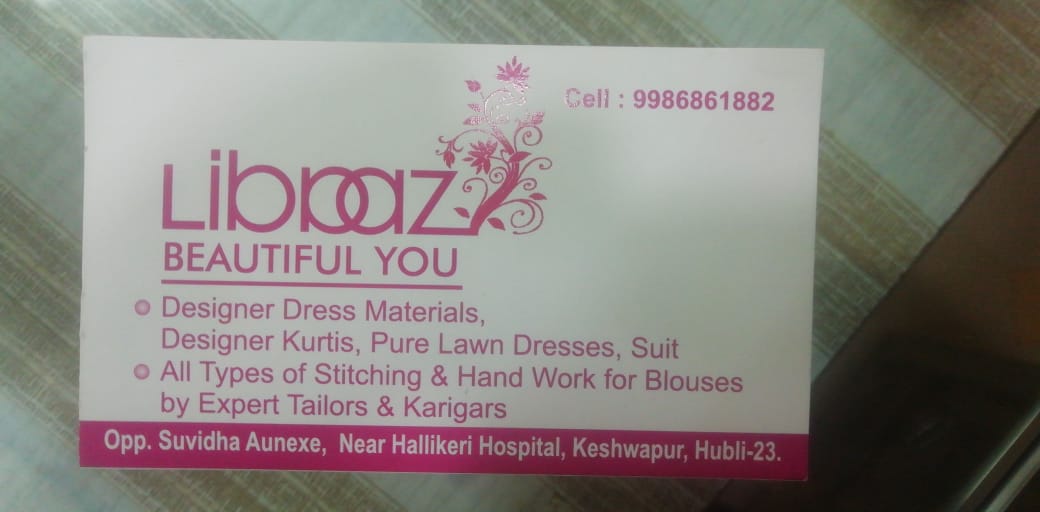 Cell : 9986861882
Libaaz
BEAUTIFUL YOU
Designer Dress Materials,
Designer Kurtis, Pure Lawn Dresses, Suit
All Types of Stitching & Hand Work for Blouses
by Expert Tailors & Karigars
Opp. Suvidha Aunexe, Near Hallikeri Hospital, Keshwapur, Hubli-23.